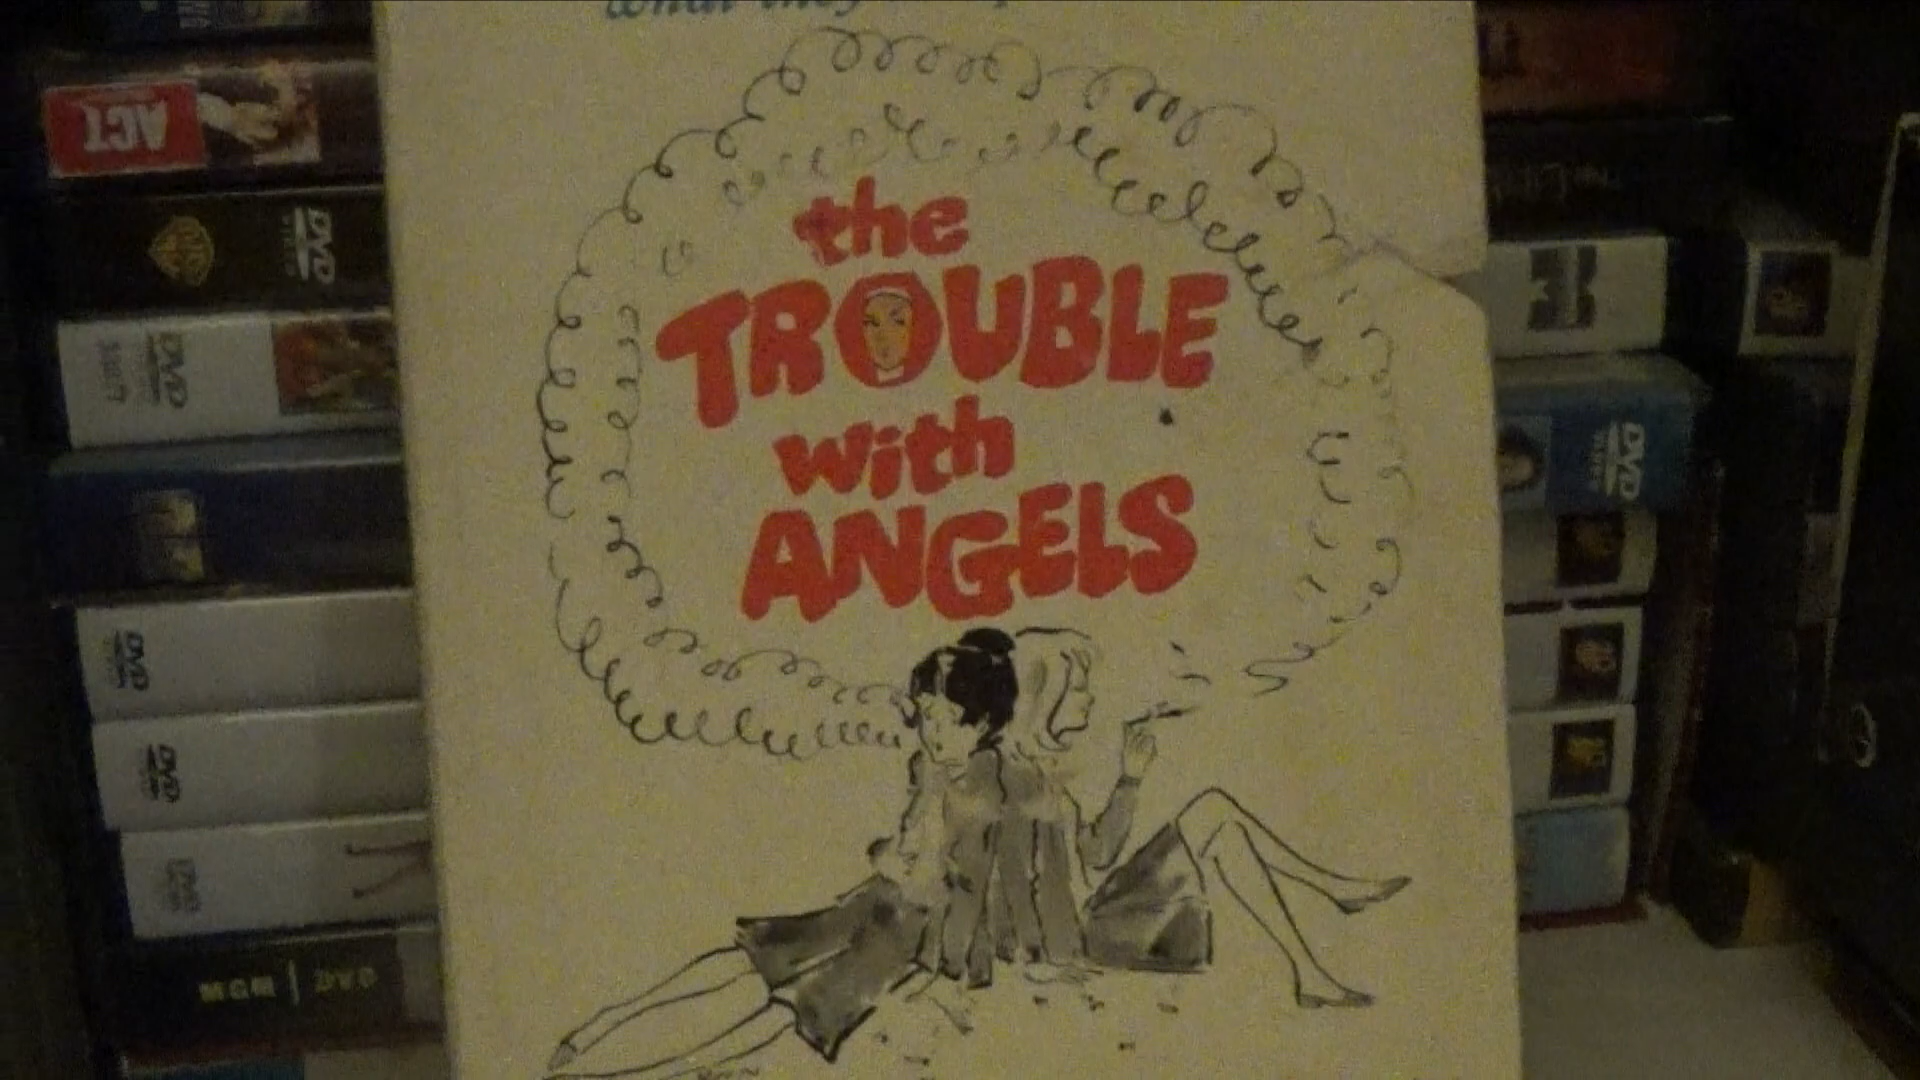 the
TROUBLE
with
ANGELS
ACT
DVD
DVD
DVD
DVD
MGM DVD
DVD